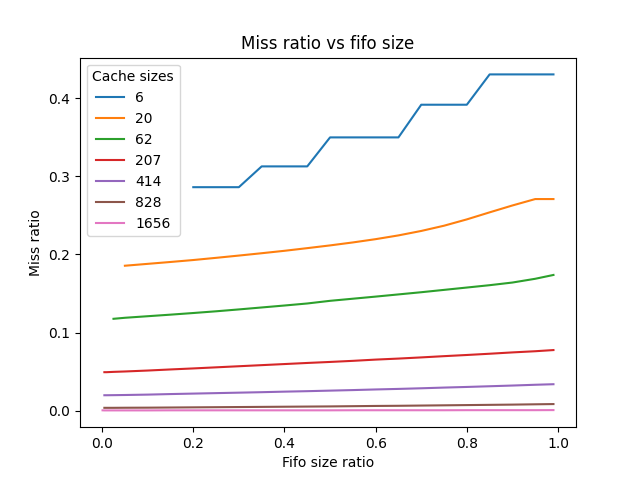 Miss ratio vs fifo size
Cache sizes
6
20
62
207
414
828
1656
Miss ratio
0.4
0.3
0.2
0.1
0.0
0.0 0.2 0.4 0.6 0.8 1.0
Fifo size ratio